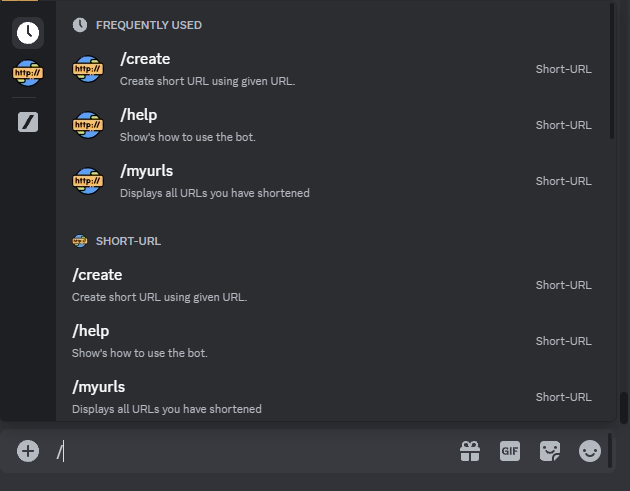 FREQUENTLY USED
http://
/create
Create short URL using given URL.
Short-URL
http://
/help
Show's how to use the bot.
Short-URL
http://
/myurls
Displays all URLs you have shortened
Short-URL
http://
SHORT-URL
/create
Create short URL using given URL.
Short-URL
/help
Show's how to use the bot.
Short-URL
/myurls
Displays all URLs you have shortened
Short-URL
/
GIF